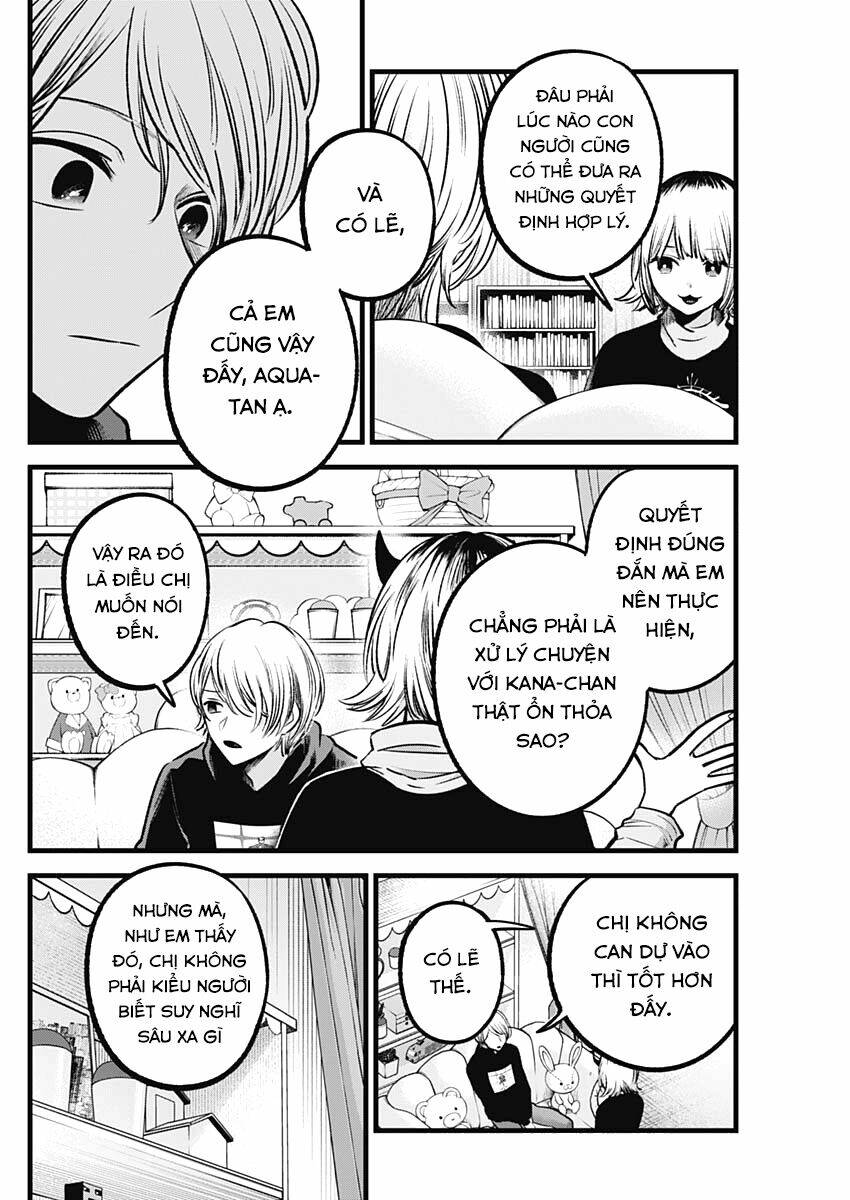 ĐÂU PHẢI
LÚC NÀO CON
NGƯỜI CŨNG
CÓ THỂ ĐƯA RA
NHỮNG QUYẾT
ĐỊNH HỢP LÝ.
VÀ
CÓ LẼ,
CẢ EM
CŨNG VẬY
ĐẤY, AQUA-
TAN Ạ.
QUYẾT
ĐỊNH ĐÚNG
ĐẮN MÀ EM
NÊN THỰC
HIỆN,
CHẲNG PHẢI LÀ
XỬ LÝ CHUYỆN
VỚI KANA-CHAN
THẬT ỔN THỎA
SAO?
VẬY RA ĐÓ
LÀ ĐIỀU CHỊ
MUỐN NÓI
ĐẾN.
CHỊ KHÔNG
CAN DỰ VÀO
THÌ TỐT HƠN
ĐẤY.
CÓ LẼ
THẾ.
NHƯNG MÀ,
NHƯ EM THẤY
ĐÓ, CHỊ KHÔNG
PHẢI KIỂU NGƯỜI
BIẾT SUY NGHĨ
SÂU XA GÌ